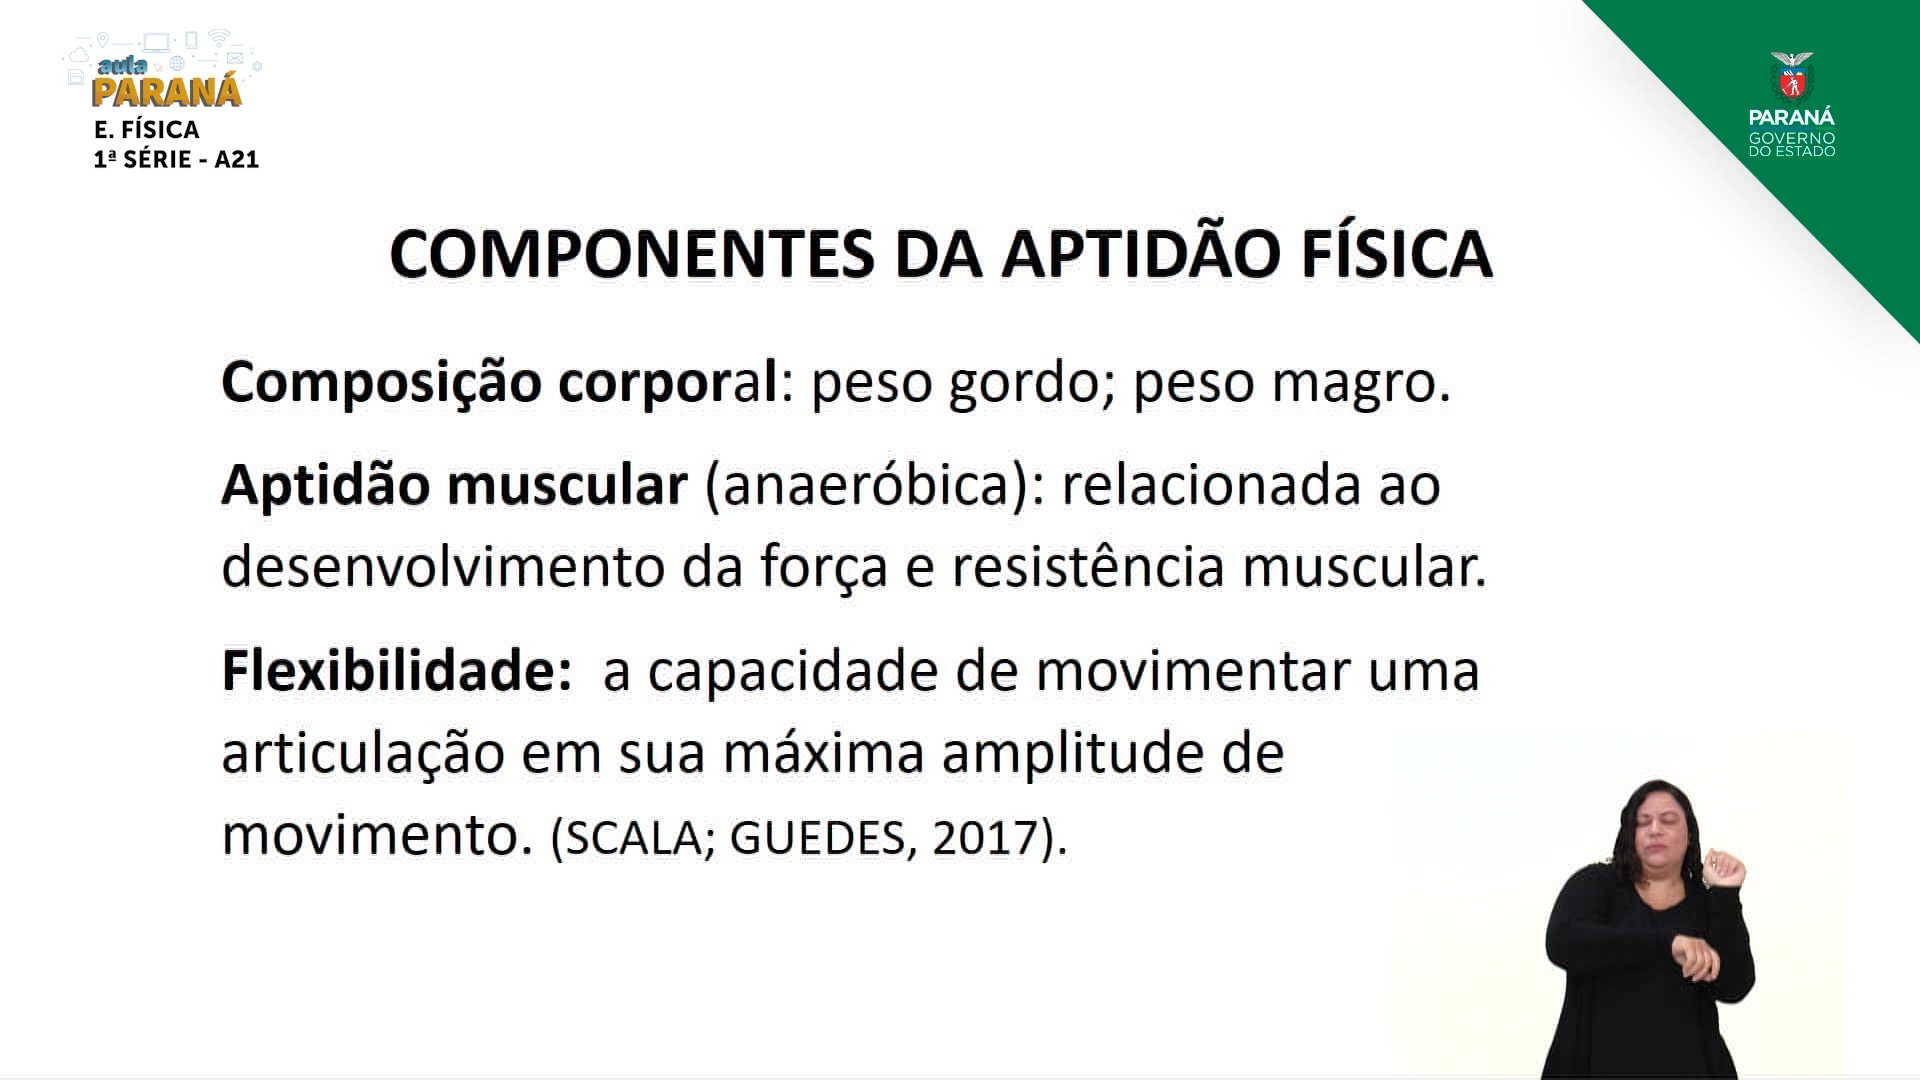 aula
PARANÁ
E. FÍSICA
1ª SÉRIE - A21
PARANÁ
GOVERNO
DO ESTADO
COMPONENTES DA APTIDÃO FÍSICA
Composição corporal: peso gordo; peso magro.
Aptidão muscular (anaeróbica): relacionada ao
desenvolvimento da força e resistência muscular.
Flexibilidade: a capacidade de movimentar uma
articulação em sua máxima amplitude de
movimento. (SCALA; GUEDES, 2017).